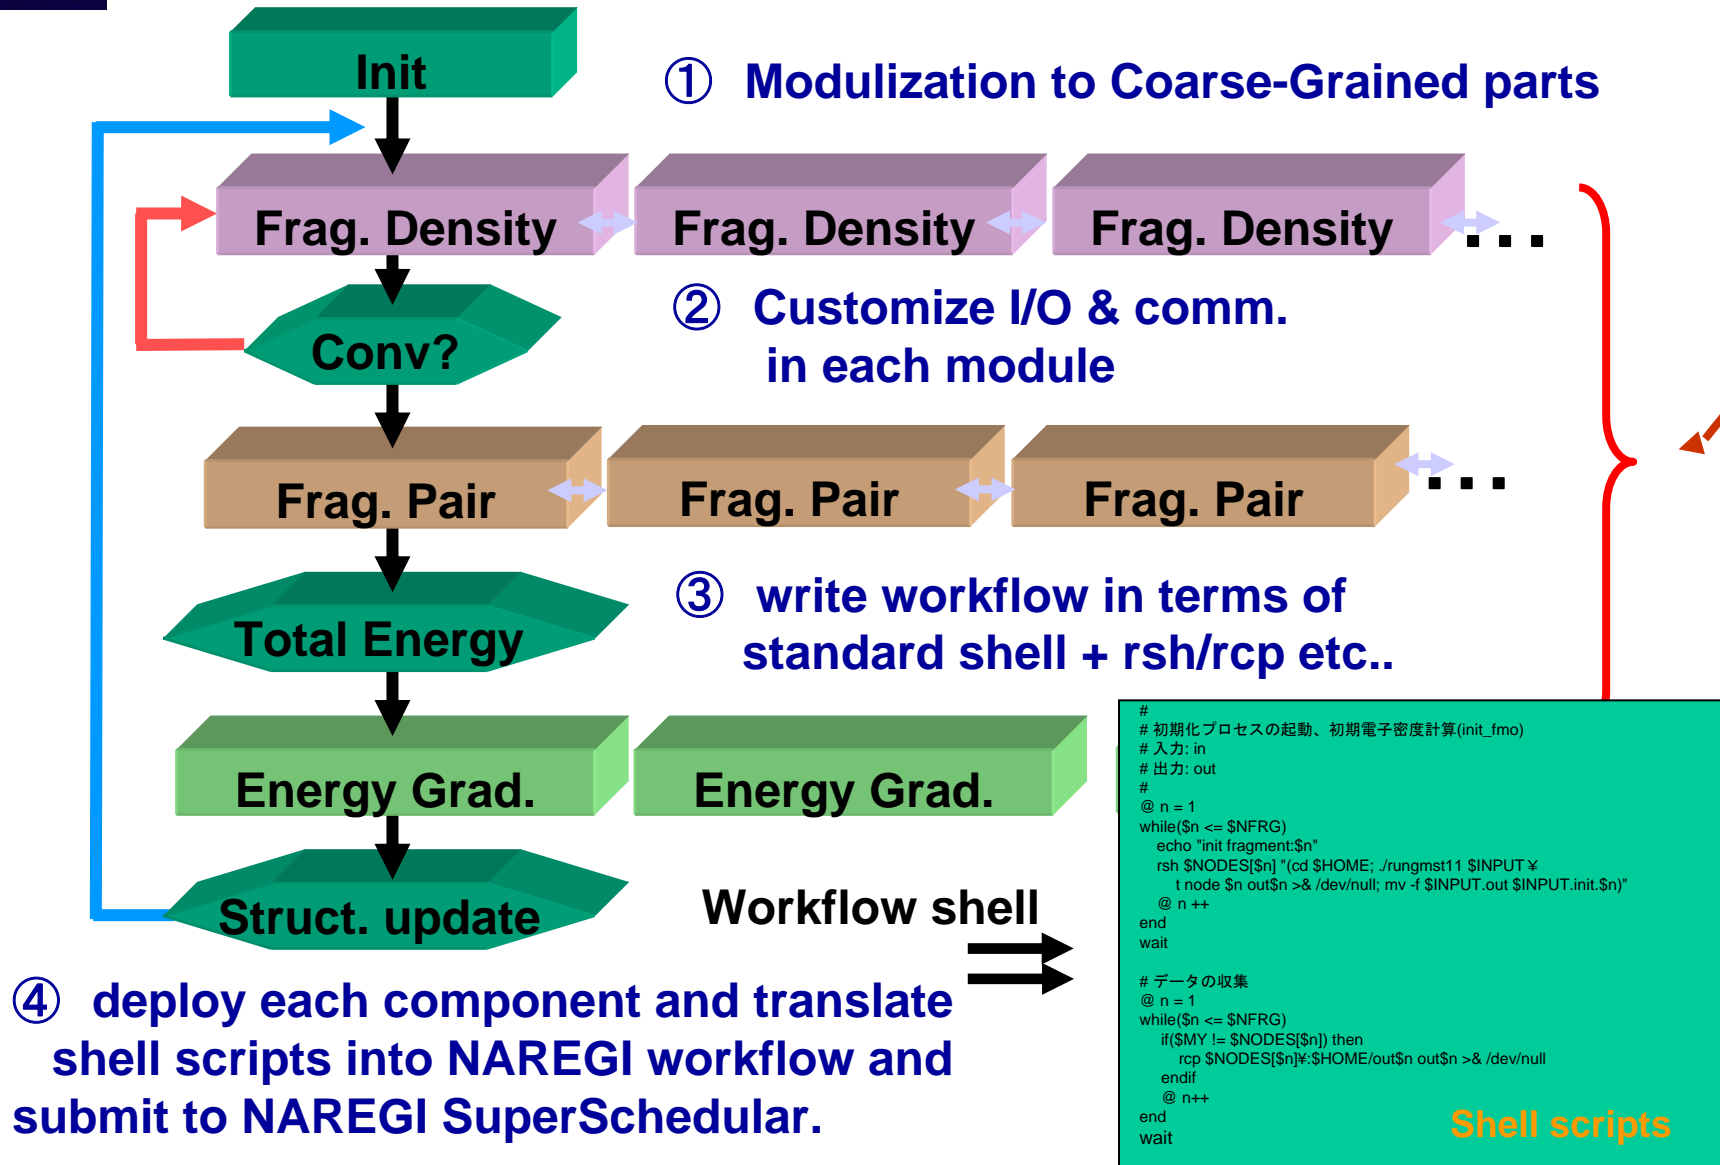 Init
① Modulization to Coarse-Grained parts
Frag. Density Frag. Density Frag. Density ...
② Customize I/O & comm.
in each module
Conv?
Frag. Pair Frag. Pair Frag. Pair ...
③ write workflow in terms of
standard shell + rsh/rcp etc..
Total Energy
Energy Grad. Energy Grad.
Struct. update
Workflow shell
④ deploy each component and translate
shell scripts into NAREGI workflow and
submit to NAREGI SuperSchedular.
#
# 初期化プロセスの起動、初期電子密度計算(init_fmo)
# 入力: in
# 出力: out
#
@ n = 1
while($n <= $NFRG)
echo "init fragment:$n"
rsh $NODES[$n] "(cd $HOME; ./rungmst11 $INPUT¥
t node $n out$n >& /dev/null; mv -f $INPUT.out $INPUT.init.$n)"
@ n ++
end
wait
# データの収集
@ n = 1
while($n <= $NFRG)
if($MY != $NODES[$n]) then
rcp $NODES[$n]¥:$HOME/out$n out$n >& /dev/null
endif
@ n++
end
wait
Shell scripts